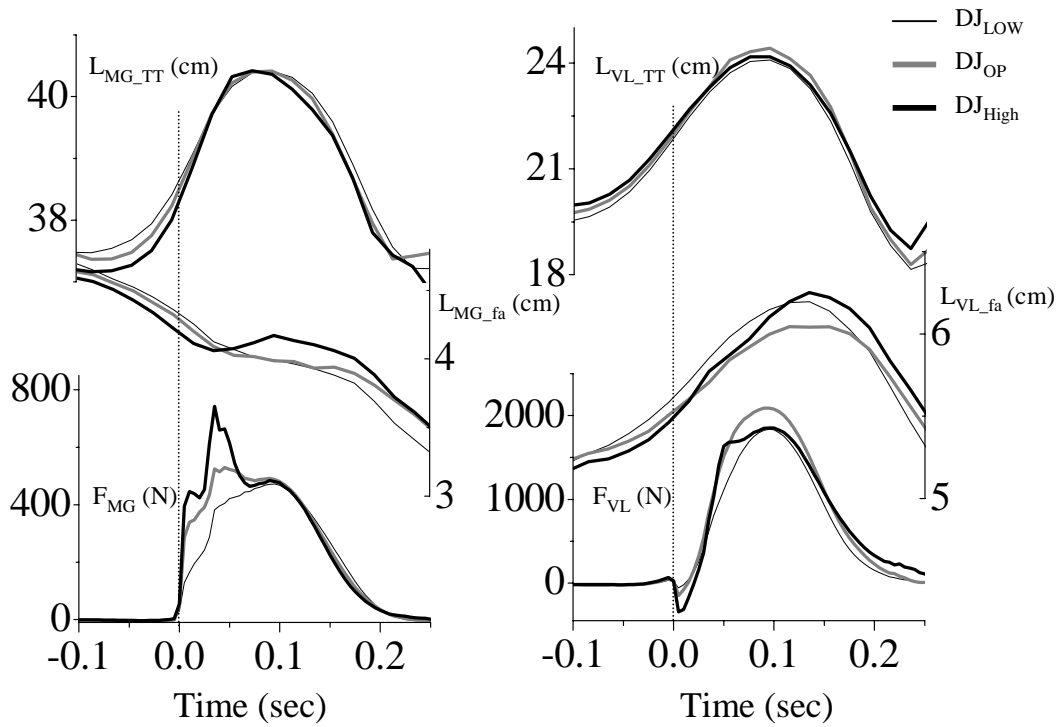 L_MG_TT (cm)
40
38
L_MG_fa (cm)
4
3
800
400
0
F_MG (N)
-0.1 0.0 0.1 0.2
Time (sec)
24
21
18
L_VL_TT (cm)
L_VL_fa (cm)
6
5
2000
1000
0
F_VL (N)
-0.1 0.0 0.1 0.2
Time (sec)
DJ_LOW
DJ_OP
DJ_High